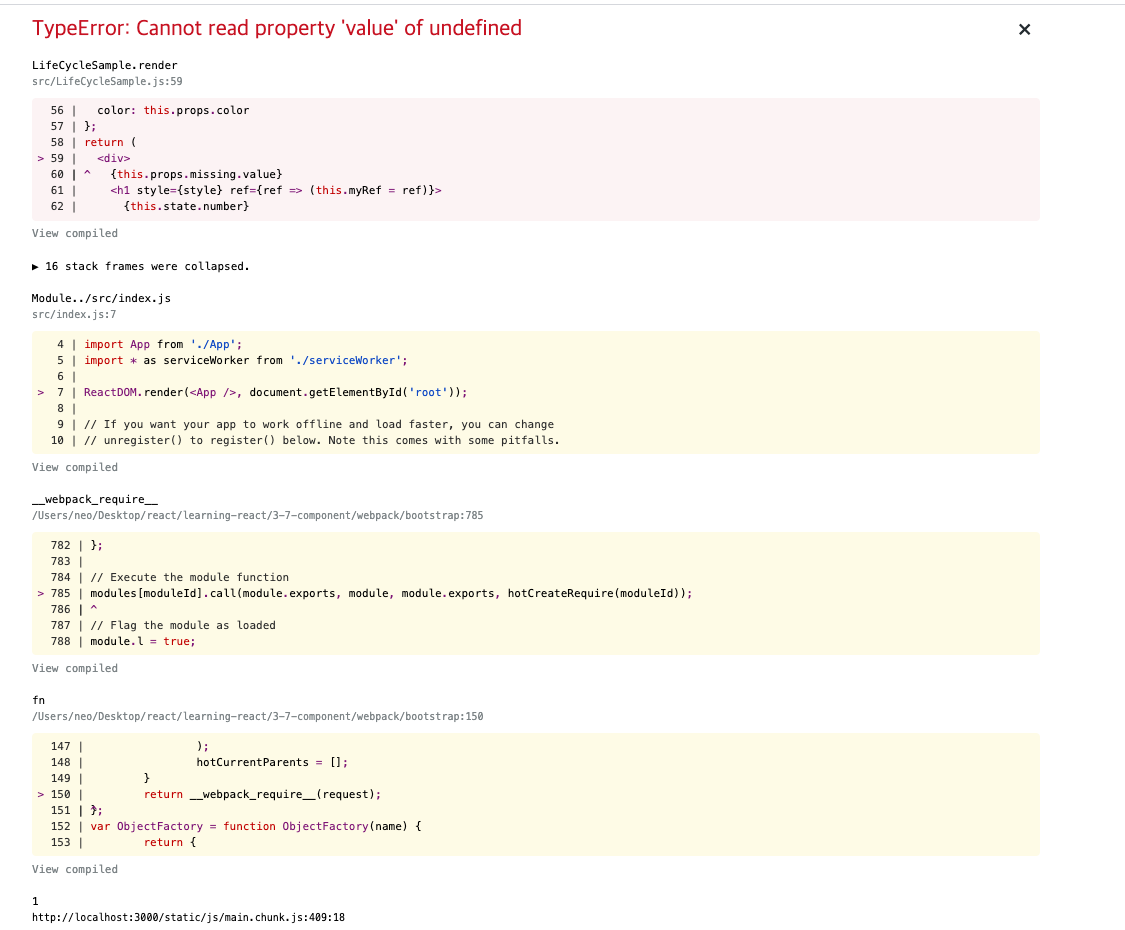 TypeError: Cannot read property 'value' of undefined
×
LifeCycleSample.render
src/LifeCycleSample.js:59
  56 |   color: this.props.color
  57 | };
  58 | return (
> 59 |   <div>
  60 | ^   {this.props.missing.value}
  61 |     <h1 style={style} ref={ref => (this.myRef = ref)}>
  62 |       {this.state.number}
View compiled
▶ 16 stack frames were collapsed.
Module../src/index.js
src/index.js:7
   4 | import App from './App';
   5 | import * as serviceWorker from './serviceWorker';
   6 |
>  7 | ReactDOM.render(<App />, document.getElementById('root'));
   8 |
   9 | // If you want your app to work offline and load faster, you can change
  10 | // unregister() to register() below. Note this comes with some pitfalls.
View compiled
__webpack_require__
/Users/neo/Desktop/react/learning-react/3-7-component/webpack/bootstrap:785
  782 | };
  783 |
  784 | // Execute the module function
> 785 | modules[moduleId].call(module.exports, module, module.exports, hotCreateRequire(moduleId));
  786 | ^
  787 | // Flag the module as loaded
  788 | module.l = true;
View compiled
fn
/Users/neo/Desktop/react/learning-react/3-7-component/webpack/bootstrap:150
  147 |                 );
  148 |                 hotCurrentParents = [];
  149 |         }
> 150 |         return __webpack_require__(request);
  151 | };
  152 | var ObjectFactory = function ObjectFactory(name) {
  153 |         return {
View compiled
1
http://localhost:3000/static/js/main.chunk.js:409:18